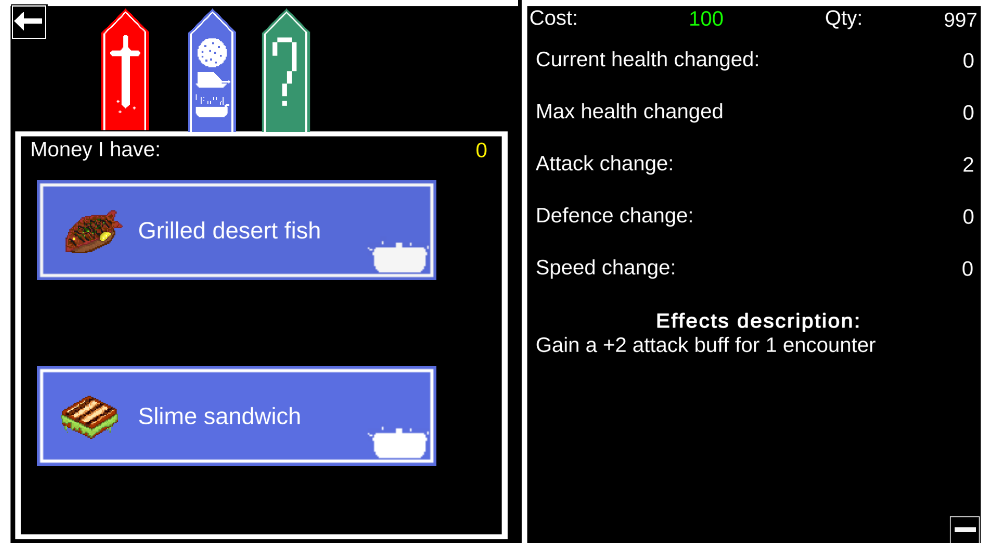 Cost: 100 Qty: 997
Money I have: 0
Grilled desert fish
Slime sandwich
Current health changed: 0
Max health changed 0
Attack change: 2
Defence change: 0
Speed change: 0
Effects description:
Gain a +2 attack buff for 1 encounter